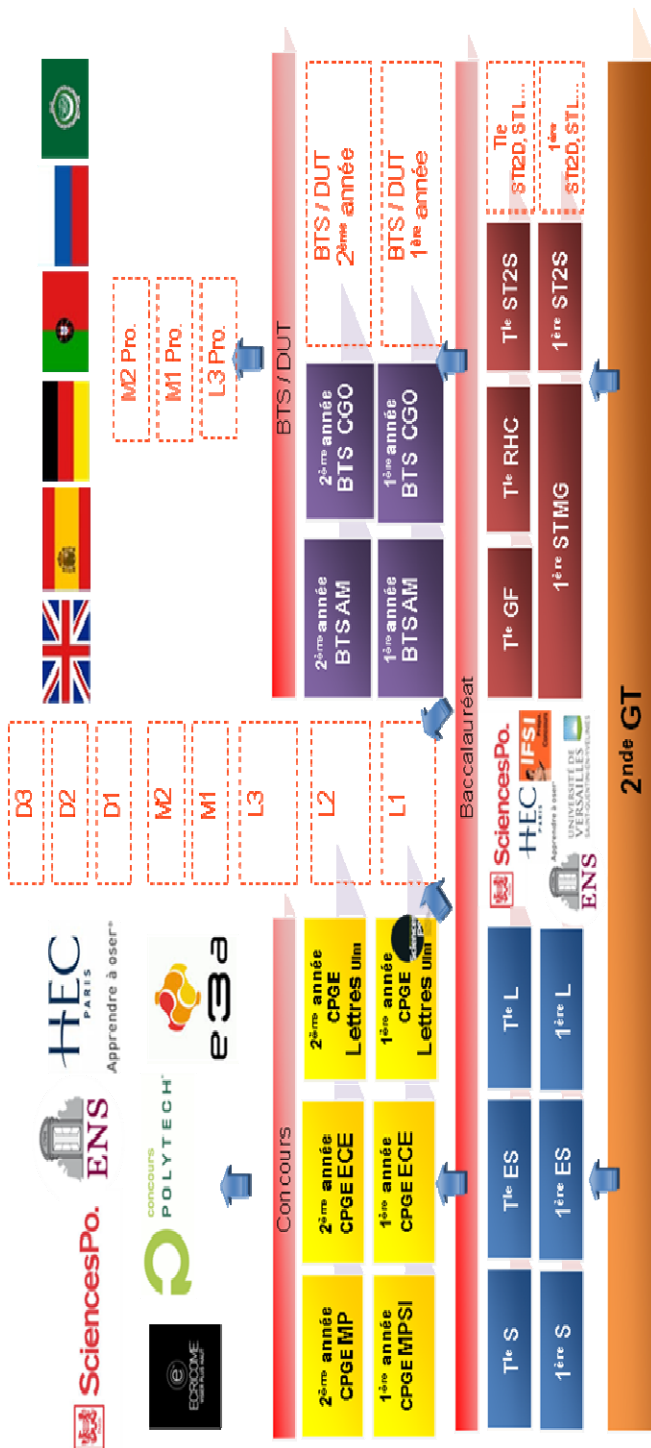 SciencesPo.
ENS
HEC
PARIS
Apprendre à oser®
e
ECRICOME
concours
POLYTECH
e3a
D3
D2
D1
M2
M1
L3
L2
L1
M2 Pro.
M1 Pro.
L3 Pro.
Concours
BTS / DUT
2ème année
CPGE MP
2ème année
CPGE ECE
2ème année
CPGE
Lettres Ulm
2ème année
BTS AM
2ème année
BTS CGO
BTS / DUT
2ème année
1ère année
CPGE MPSI
1ère année
CPGE ECE
1ère année
CPGE
Lettres Ulm
1ère année
BTS AM
1ère année
BTS CGO
BTS / DUT
1ère année
Baccalauréat
Tle S
Tle ES
Tle L
SciencesPo.
HEC
PARIS
Apprendre à oser®
IFSI
ENS
UNIVERSITÉ DE
VERSAILLES
SAINT-QUENTIN-EN-YVELINES
Tle GF
Tle RHC
Tle ST2S
Tle
STI2D, STL...
1ère S
1ère ES
1ère L
1ère STMG
1ère ST2S
1ère
STI2D, STL...
2nde GT